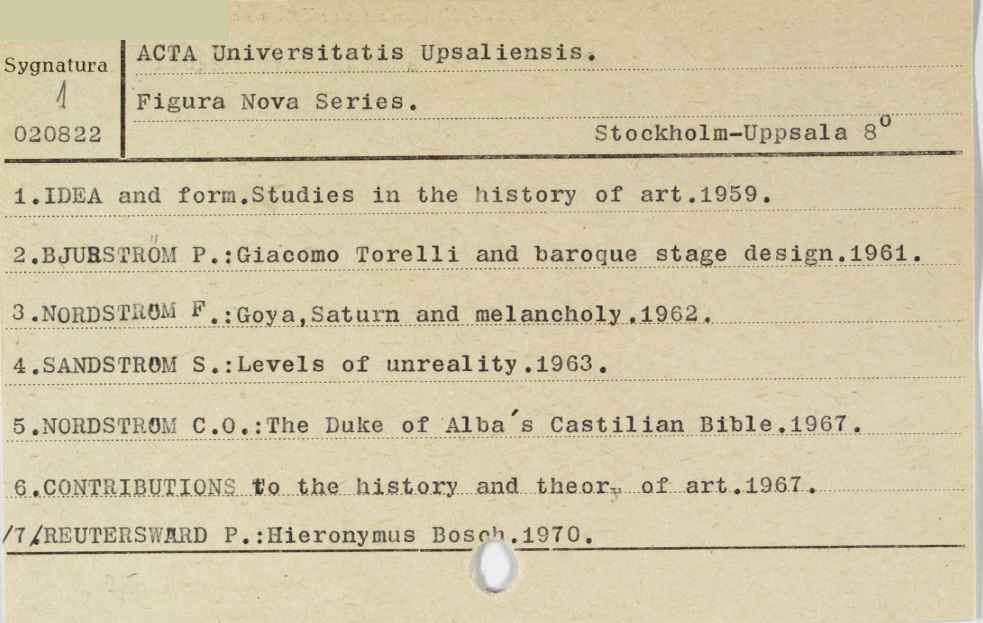 Sygnatura
1
020822
ACTA Universitatis Upsaliensis.
Figura Nova Series.
Stockholm-Uppsala 8°
1.IDEA and form.Studies in the history of art.1959.
2.BJURSTRÖM P.:Giacomo Torelli and baroque stage design.1961.
3.NORDSTRÖM F.:Goya,Saturn and melancholy.1962.
4.SANDSTRÖM S.:Levels of unreality.1963.
5.NORDSTRÖM C.O.:The Duke of Alba´s Castilian Bible.1967.
6.CONTRIBUTIONS to the history and theory of art.1967.
/7/REUTERSWARD P.:Hieronymus Bosch.1970.